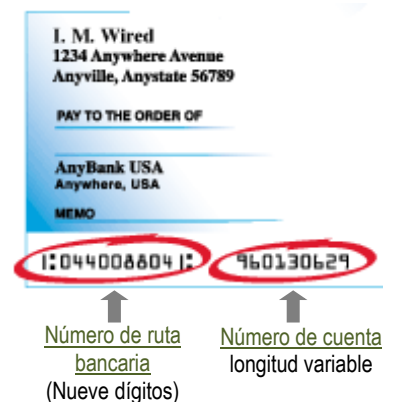 I. M. Wired
1234 Anywhere Avenue
Anyville, Anystate 56789
PAY TO THE ORDER OF
AnyBank USA
Anywhere, USA
MEMO
⑆044008804⑆ 960130629
Número de ruta bancaria
(Nueve dígitos)
Número de cuenta
longitud variable